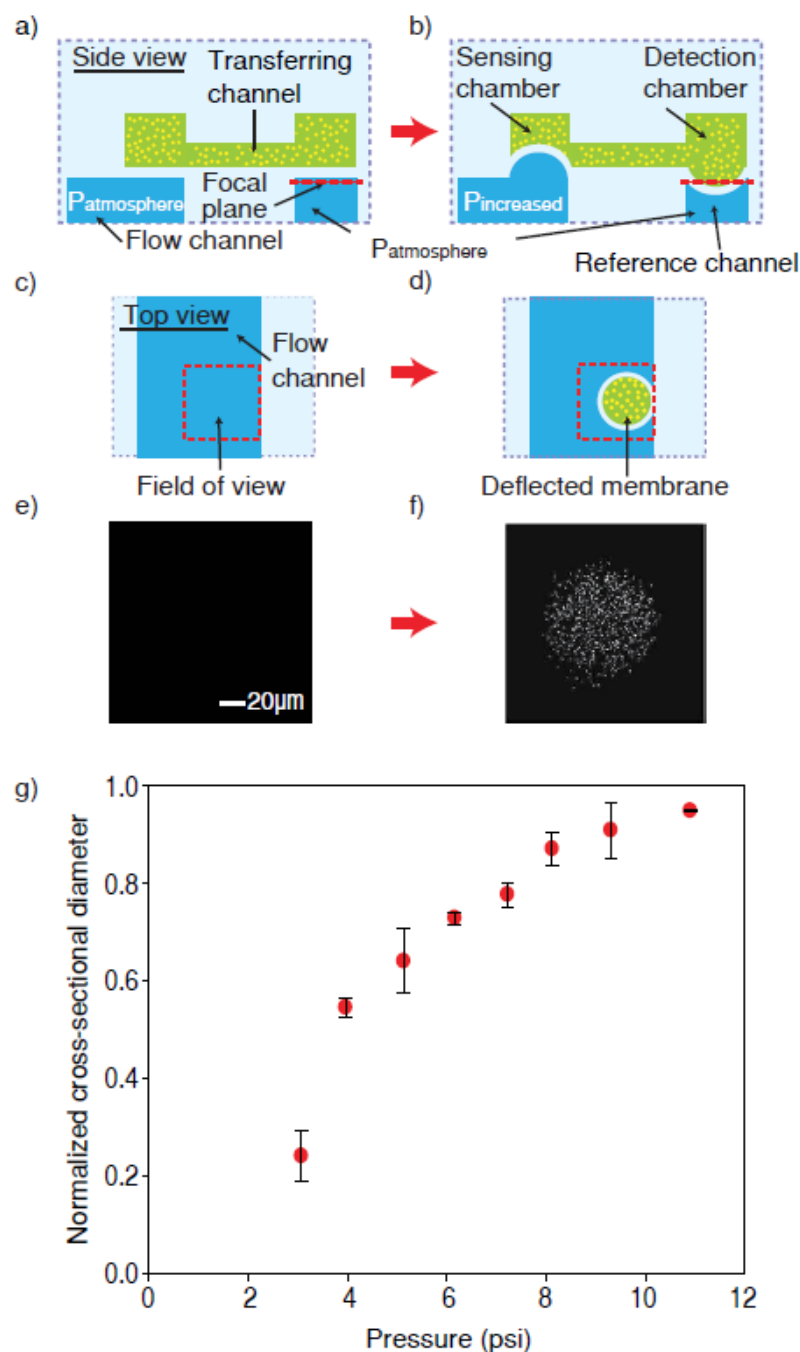 a)
Side view
Transferring
channel
Focal
plane
Patmosphere
Flow channel
b)
Sensing
chamber
Detection
chamber
Pincreased
Patmosphere
Reference channel
c)
Top view
Flow
channel
Field of view
d)
Deflected membrane
e)
20μm
f)
g)
Normalized cross-sectional diameter
1.0
0.8
0.6
0.4
0.2
0.0
0 2 4 6 8 10 12
Pressure (psi)